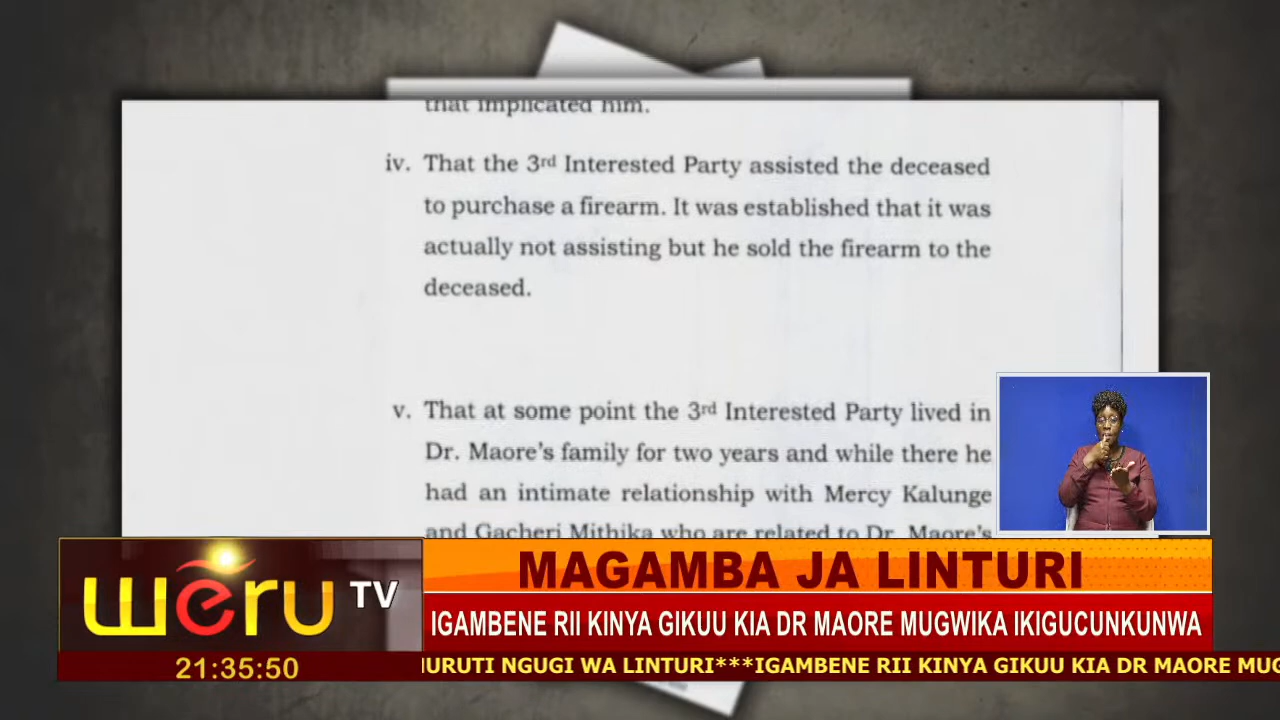 that implicated him.
iv. That the 3rd Interested Party assisted the deceased
to purchase a firearm. It was established that it was
actually not assisting but he sold the firearm to the
deceased.
v. That at some point the 3rd Interested Party lived in
Dr. Maore's family for two years and while there he
had an intimate relationship with Mercy Kalunge
and Gacheri Mithika who are related to Dr. Maore's
weru TV
MAGAMBA JA LINTURI
IGAMBENE RII KINYA GIKUU KIA DR MAORE MUGWIKA IKIGUCUNKUNWA
21:35:50
URUTI NGUGI WA LINTURI***IGAMBENE RII KINYA GIKUU KIA DR MAORE MUG